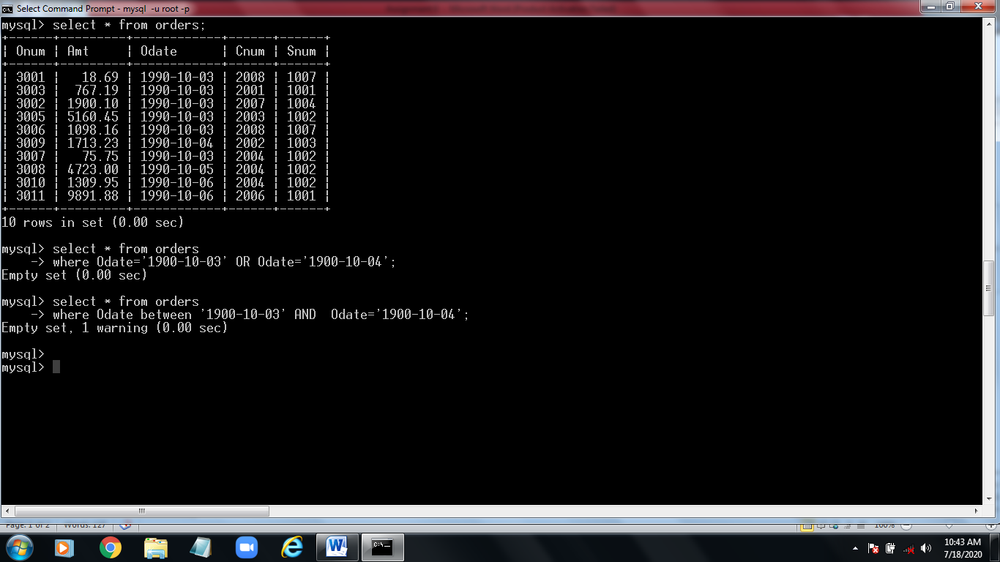 Select Command Prompt - mysql  -u root -p
mysql> select * from orders;
+------+---------+------------+------+------+
| Onum | Amt     | Odate      | Cnum | Snum |
+------+---------+------------+------+------+
| 3001 |   18.69 | 1990-10-03 | 2008 | 1007 |
| 3003 |  767.19 | 1990-10-03 | 2001 | 1001 |
| 3002 | 1900.10 | 1990-10-03 | 2007 | 1004 |
| 3005 | 5160.45 | 1990-10-03 | 2003 | 1002 |
| 3006 | 1098.16 | 1990-10-03 | 2008 | 1007 |
| 3009 | 1713.23 | 1990-10-04 | 2002 | 1003 |
| 3007 |   75.75 | 1990-10-03 | 2004 | 1002 |
| 3008 | 4723.00 | 1990-10-05 | 2004 | 1002 |
| 3010 | 1309.95 | 1990-10-06 | 2004 | 1002 |
| 3011 | 9891.88 | 1990-10-06 | 2006 | 1001 |
+------+---------+------------+------+------+
10 rows in set (0.00 sec)
mysql> select * from orders
    -> where Odate='1900-10-03' OR Odate='1900-10-04';
Empty set (0.00 sec)
mysql> select * from orders
    -> where Odate between '1900-10-03' AND  Odate='1900-10-04';
Empty set, 1 warning (0.00 sec)
mysql>
mysql>
Page: 1 of 2 Words: 127 100%
10:43 AM
7/18/2020